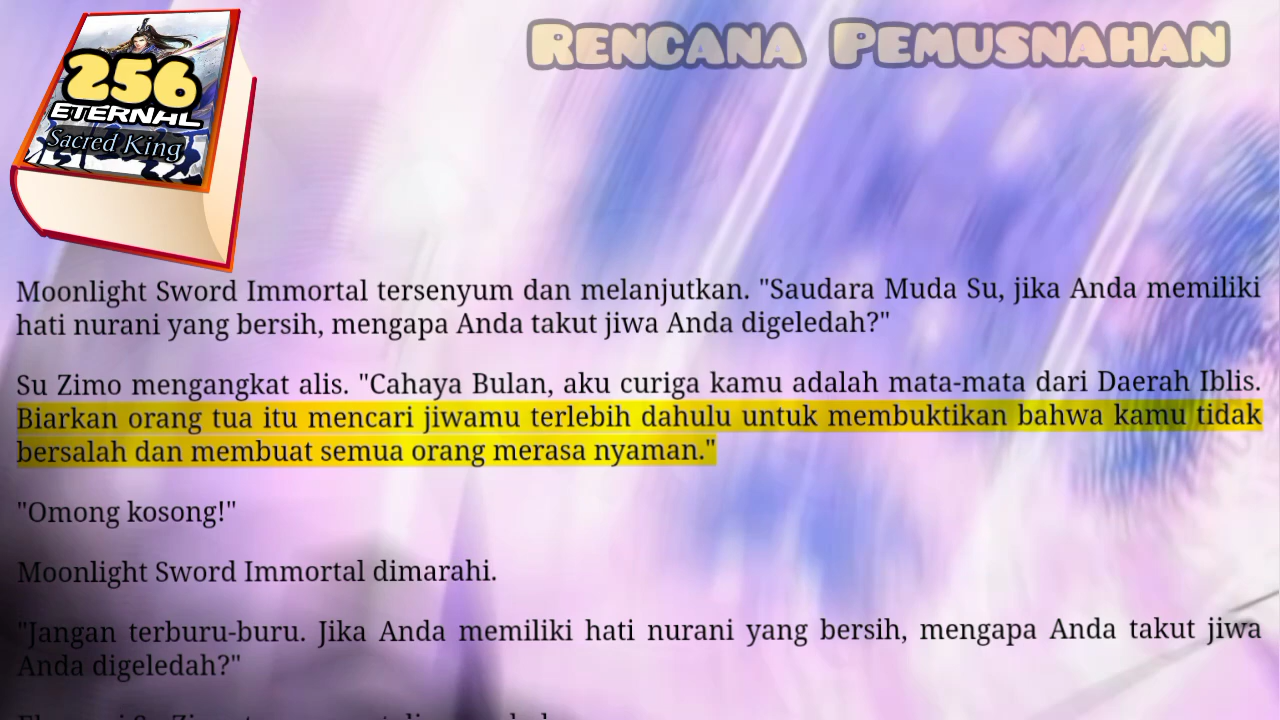 RENCANA PEMUSNAHAN
256
ETERNAL
Sacred King
Moonlight Sword Immortal tersenyum dan melanjutkan. "Saudara Muda Su, jika Anda memiliki
hati nurani yang bersih, mengapa Anda takut jiwa Anda digeledah?"
Su Zimo mengangkat alis. "Cahaya Bulan, aku curiga kamu adalah mata-mata dari Daerah Iblis.
Biarkan orang tua itu mencari jiwamu terlebih dahulu untuk membuktikan bahwa kamu tidak
bersalah dan membuat semua orang merasa nyaman."
"Omong kosong!"
Moonlight Sword Immortal dimarahi.
"Jangan terburu-buru. Jika Anda memiliki hati nurani yang bersih, mengapa Anda takut jiwa
Anda digeledah?"